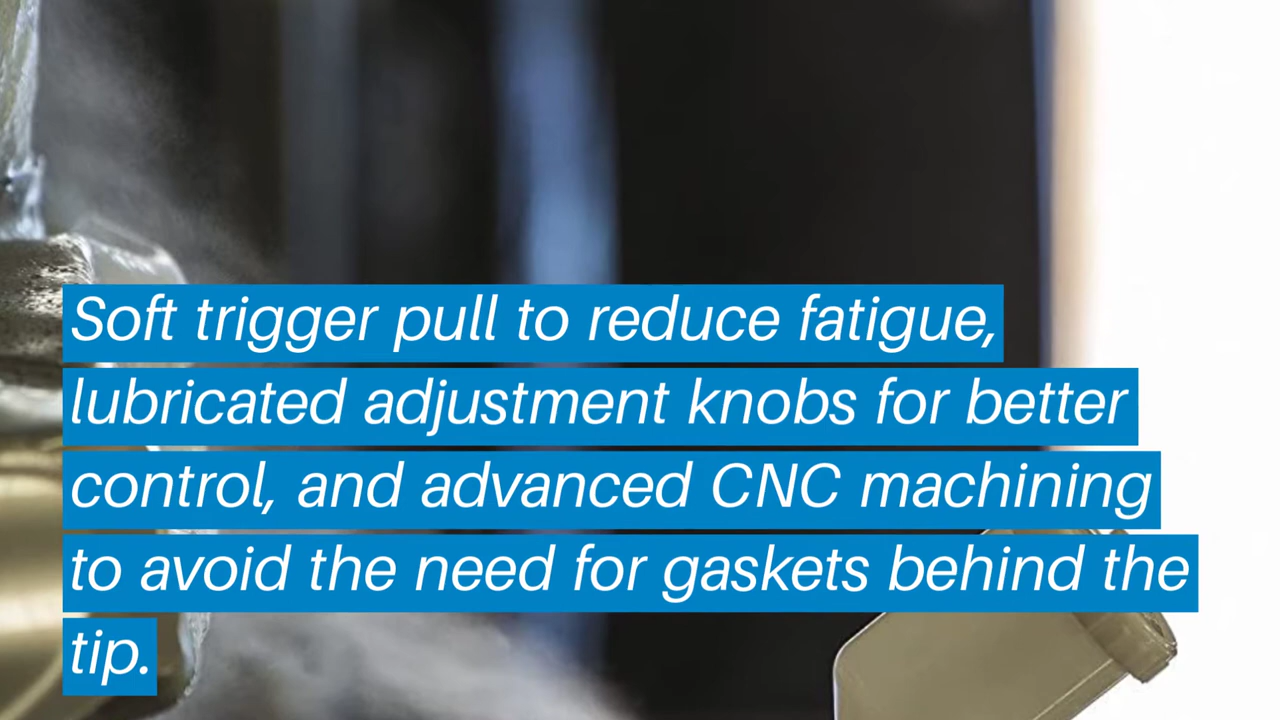 Soft trigger pull to reduce fatigue,
lubricated adjustment knobs for better
control, and advanced CNC machining
to avoid the need for gaskets behind the
tip.